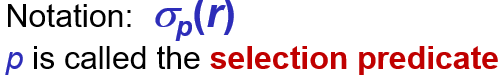 Notation: σp(r)
p is called the selection predicate